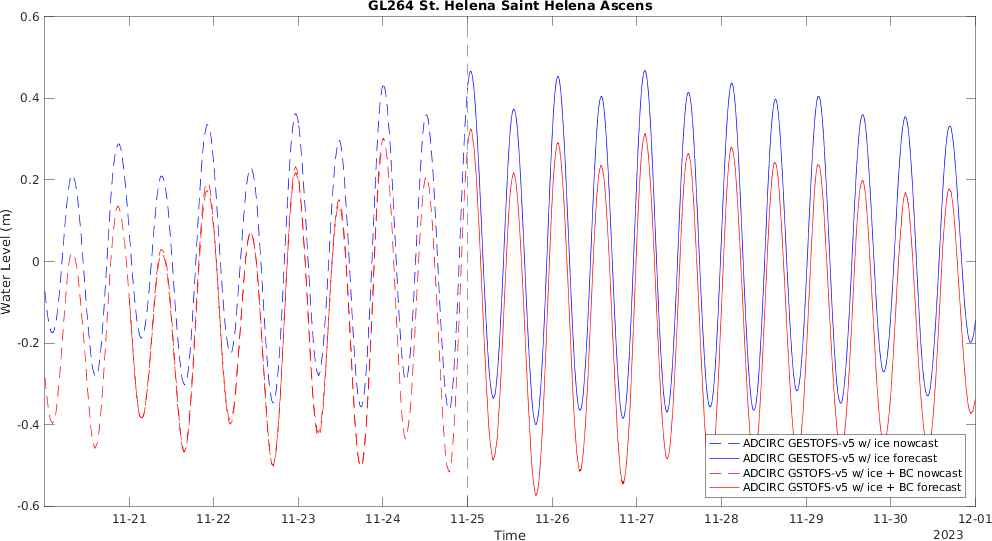 GL264 St. Helena Saint Helena Ascens
0.6
0.4
0.2
0
-0.2
-0.4
-0.6
Water Level (m)
ADCIRC GESTOFS-v5 w/ ice nowcast
ADCIRC GESTOFS-v5 w/ ice forecast
ADCIRC GSTOFS-v5 w/ ice + BC nowcast
ADCIRC GSTOFS-v5 w/ ice + BC forecast
11-21 11-22 11-23 11-24 11-25 11-26 11-27 11-28 11-29 11-30 12-01
Time
2023